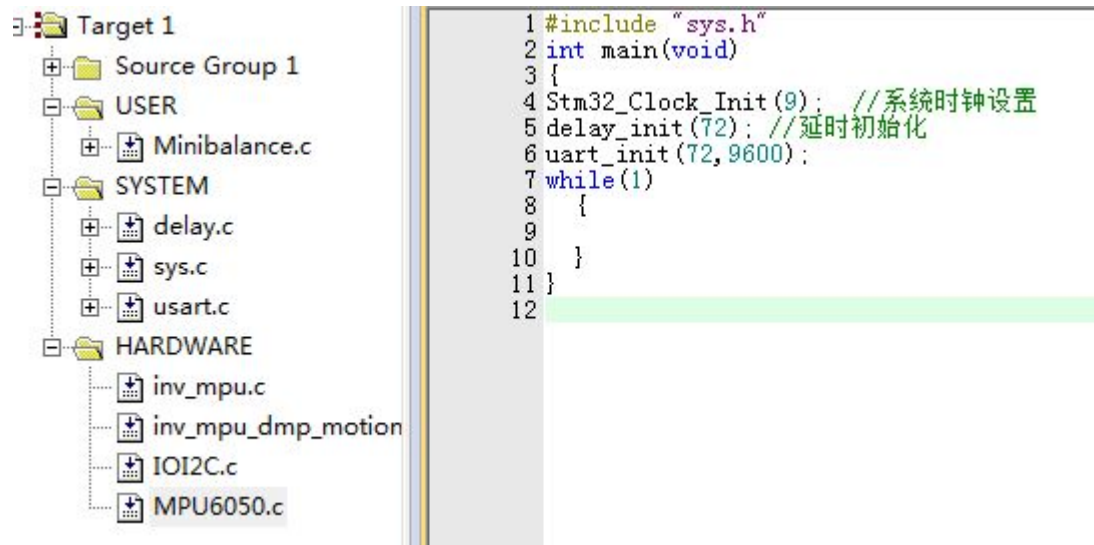 Target 1
Source Group 1
USER
Minibalance.c
SYSTEM
delay.c
sys.c
usart.c
HARDWARE
inv_mpu.c
inv_mpu_dmp_motion
IOI2C.c
MPU6050.c
1 #include "sys.h"
2 int main(void)
3 {
4 Stm32_Clock_Init(9); //系统时钟设置
5 delay_init(72); //延时初始化
6 uart_init(72,9600);
7 while(1)
8 {
9
10 }
11 }
12